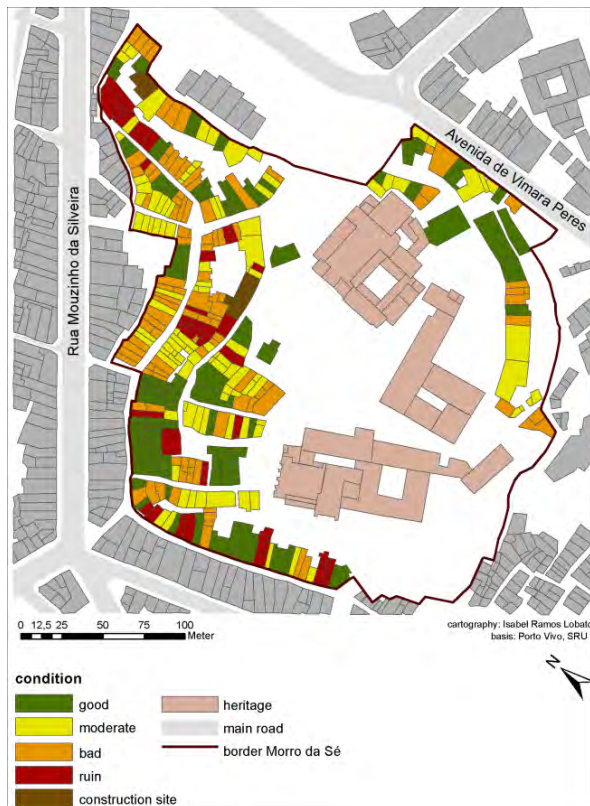 Avenida de Vimara Peres
Rua Mouzinho da Silveira
0 12,5 25 50 75 100
Meter
cartography: Isabel Ramos Lobato
basis: Porto Vivo, SRU
N
condition
good
moderate
bad
ruin
construction site
heritage
main road
border Morro da Sé